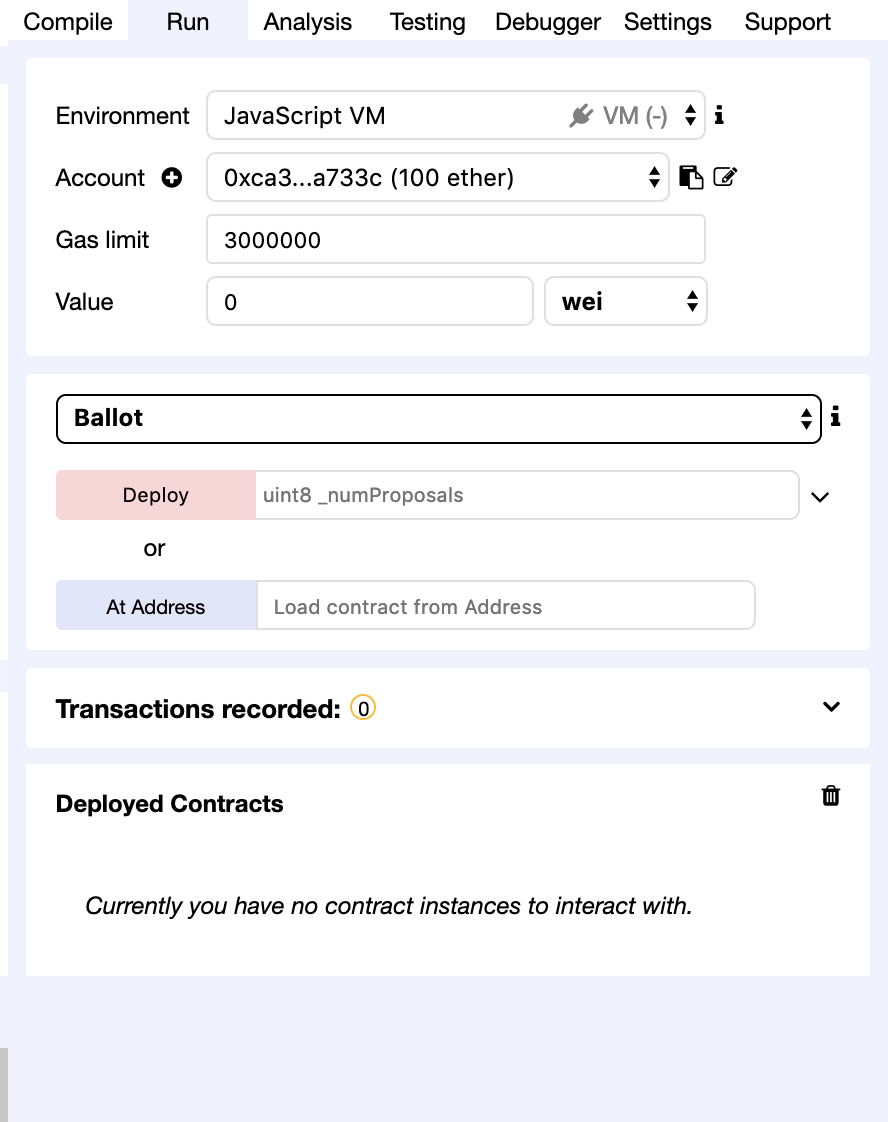 Compile Run Analysis Testing Debugger Settings Support
Environment JavaScript VM VM (-)
Account 0xca3...a733c (100 ether)
Gas limit 3000000
Value 0 wei
Ballot
Deploy uint8 _numProposals
or
At Address Load contract from Address
Transactions recorded: 0
Deployed Contracts
Currently you have no contract instances to interact with.